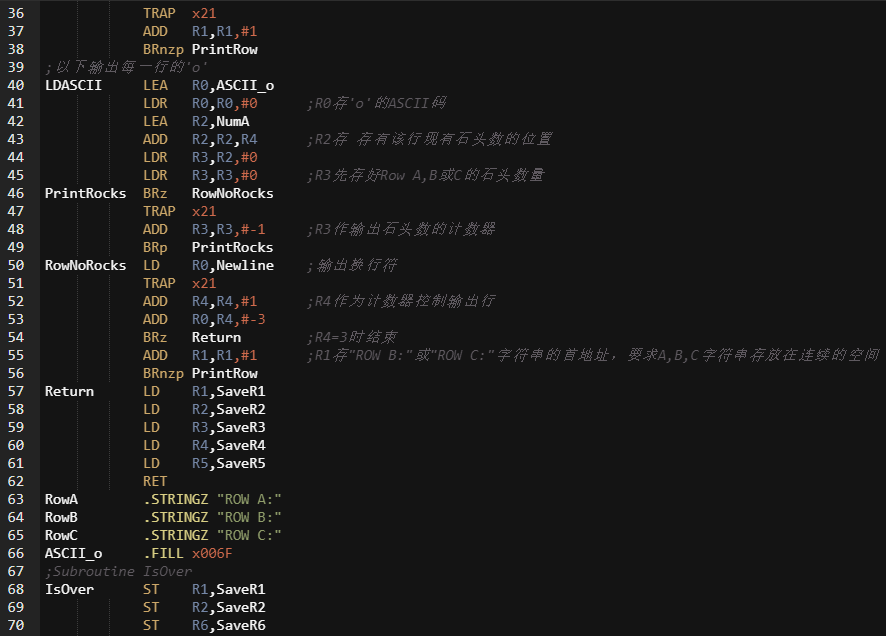 36 TRAP x21
37 ADD R1,R1,#1
38 BRnzp PrintRow
39 ;以下输出每一行的'o'
40 LDASCII LEA R0,ASCII_o
41 LDR R0,R0,#0 ;R0存'o'的ASCII码
42 LEA R2,NumA
43 ADD R2,R2,R4 ;R2存 存有该行现有石头数的位置
44 LDR R3,R2,#0
45 LDR R3,R3,#0 ;R3先存好Row A,B或C的石头数量
46 PrintRocks BRz RowNoRocks
47 TRAP x21
48 ADD R3,R3,#-1 ;R3作输出石头数的计数器
49 BRp PrintRocks
50 RowNoRocks LD R0,Newline ;输出换行符
51 TRAP x21
52 ADD R4,R4,#1 ;R4作为计数器控制输出行
53 ADD R0,R4,#-3
54 BRz Return ;R4=3时结束
55 ADD R1,R1,#1 ;R1存"ROW B:"或"ROW C:"字符串的首地址，要求A,B,C字符串存放在连续的空间
56 BRnzp PrintRow
57 Return LD R1,SaveR1
58 LD R2,SaveR2
59 LD R3,SaveR3
60 LD R4,SaveR4
61 LD R5,SaveR5
62 RET
63 RowA .STRINGZ "ROW A:"
64 RowB .STRINGZ "ROW B:"
65 RowC .STRINGZ "ROW C:"
66 ASCII_o .FILL x006F
67 ;Subroutine IsOver
68 IsOver ST R1,SaveR1
69 ST R2,SaveR2
70 ST R6,SaveR6